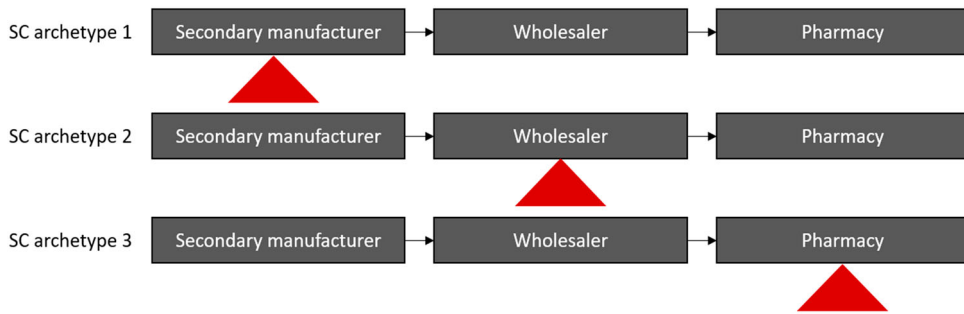 SC archetype 1
Secondary manufacturer
Wholesaler
Pharmacy
SC archetype 2
Secondary manufacturer
Wholesaler
Pharmacy
SC archetype 3
Secondary manufacturer
Wholesaler
Pharmacy